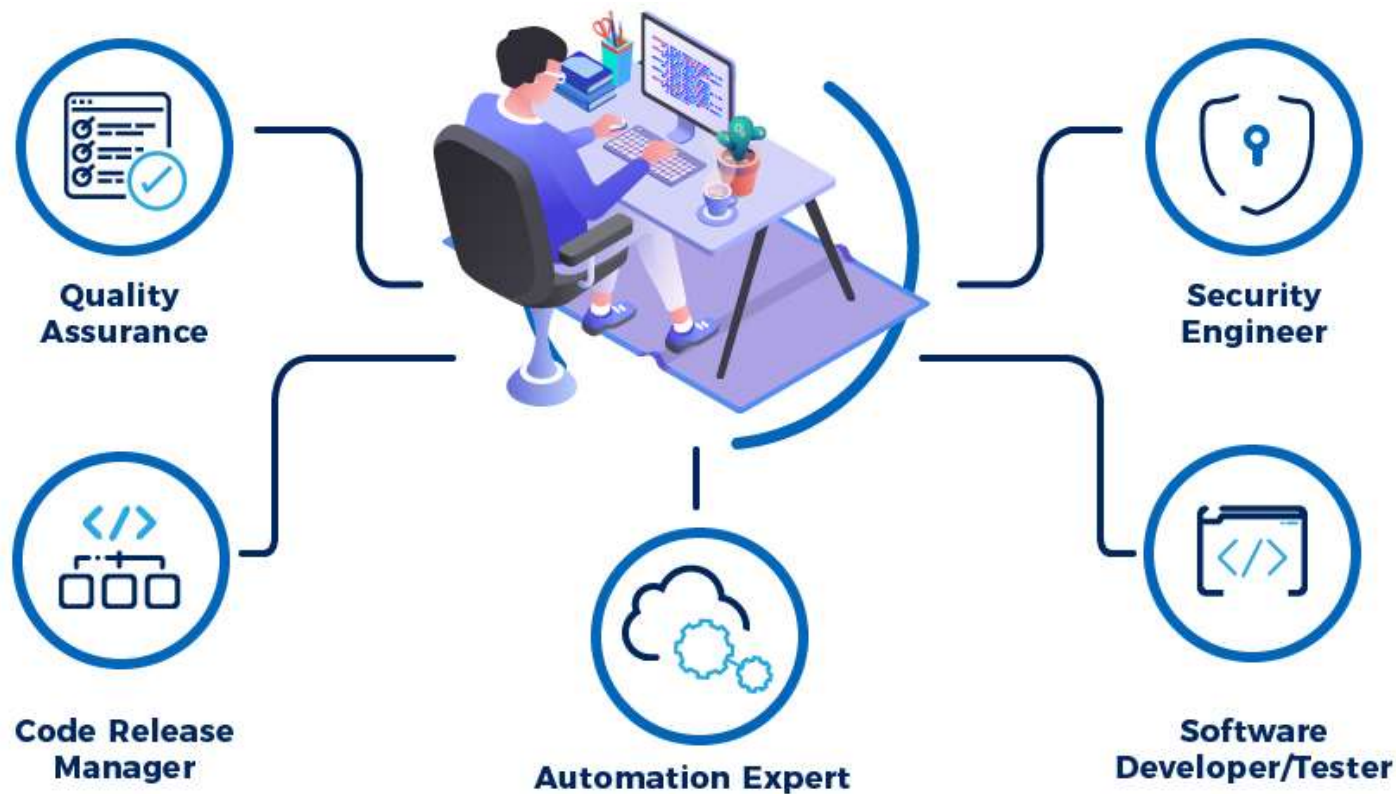 Quality
Assurance
Security
Engineer
Code Release
Manager
Automation Expert
Software
Developer/Tester